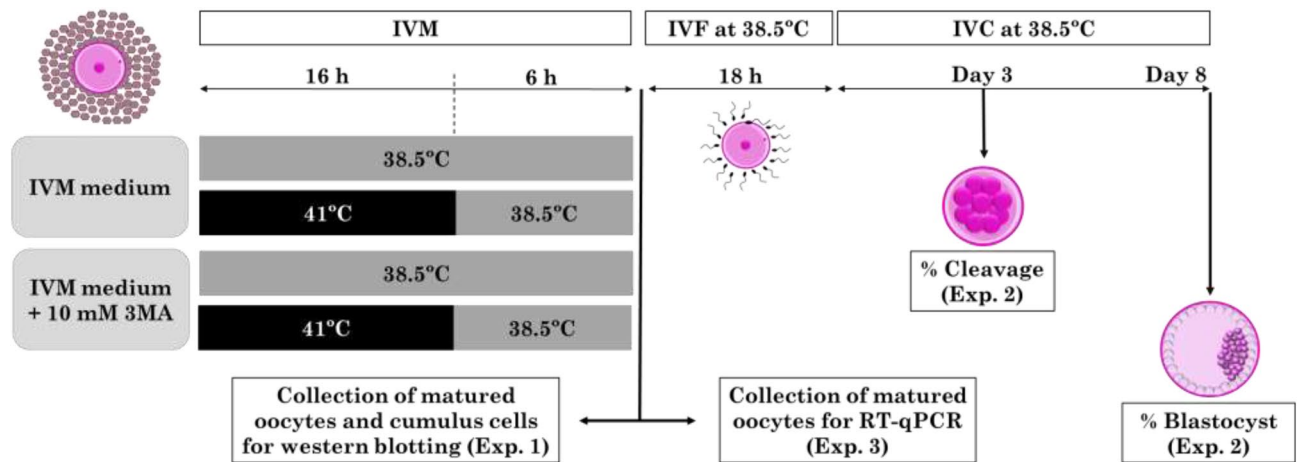 IVM
IVF at 38.5ºC
IVC at 38.5ºC
16 h
6 h
18 h
Day 3
Day 8
IVM medium
38.5ºC
41ºC
38.5ºC
IVM medium
+ 10 mM 3MA
38.5ºC
41ºC
38.5ºC
% Cleavage
(Exp. 2)
Collection of matured
oocytes and cumulus cells
for western blotting (Exp. 1)
Collection of matured
oocytes for RT-qPCR
(Exp. 3)
% Blastocyst
(Exp. 2)